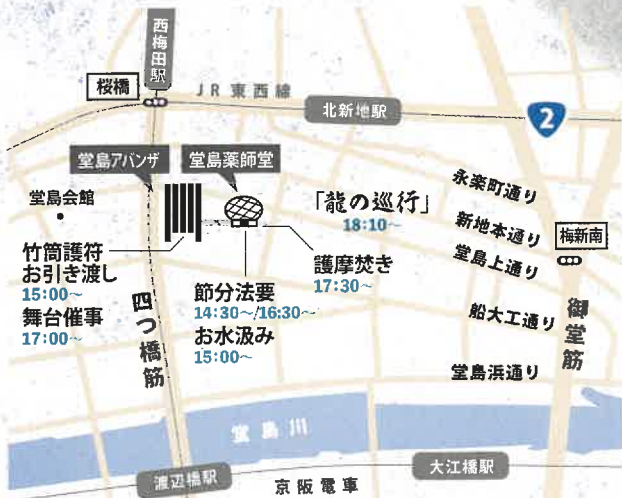 西梅田駅
桜橋
JR東西線
北新地駅
2
堂島アバンザ
堂島薬師堂
永楽町通り
堂島会館
「龍の巡行」
18:10～
新地本通り
梅新南
竹筒護符
お引き渡し
15:00～
舞台催事
17:00～
護摩焚き
17:30～
堂島上通り
節分法要
14:30～/16:30～
お水汲み
15:00～
四つ橋筋
船大工通り
御堂筋
堂島浜通り
堂島川
渡辺橋駅
京阪電車
大江橋駅